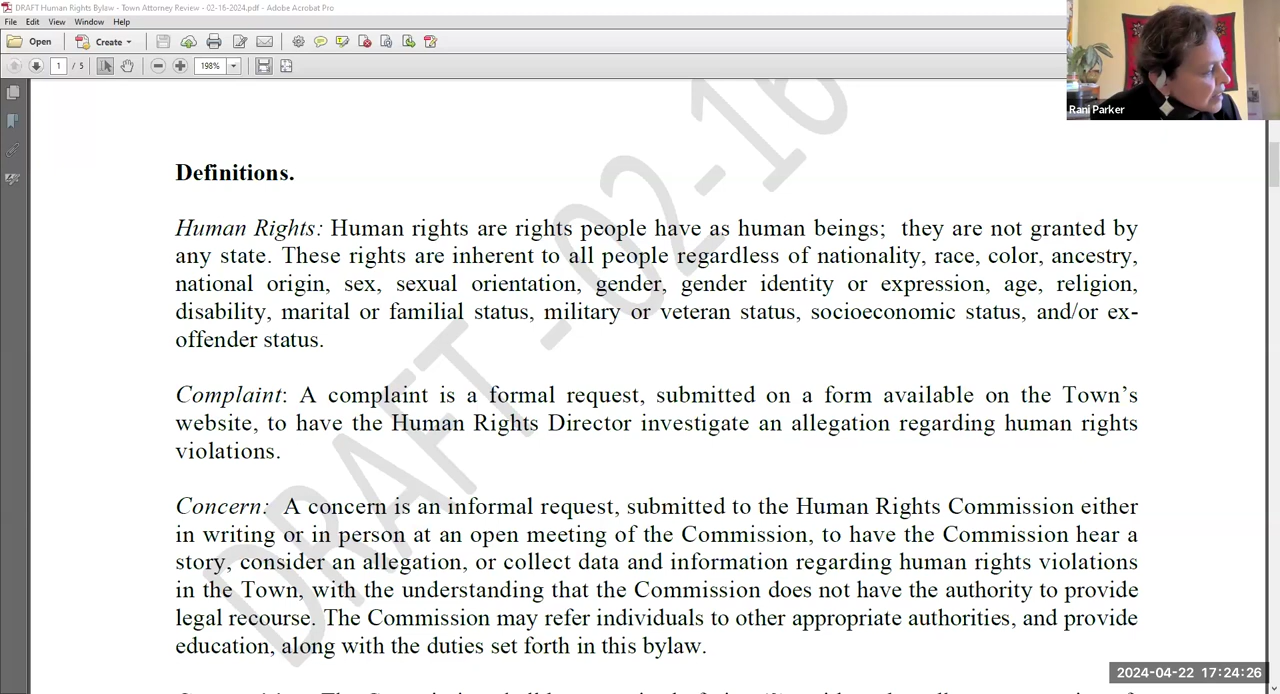 DRAFT Human Rights Bylaw - Town Attorney Review - 02-16-2024.pdf - Adobe Acrobat Pro
File Edit View Window Help
Open Create
1 / 5 198%
Rani Parker
DRAFT - 02-16
Definitions.
Human Rights: Human rights are rights people have as human beings; they are not granted by
any state. These rights are inherent to all people regardless of nationality, race, color, ancestry,
national origin, sex, sexual orientation, gender, gender identity or expression, age, religion,
disability, marital or familial status, military or veteran status, socioeconomic status, and/or ex-
offender status.
Complaint: A complaint is a formal request, submitted on a form available on the Town’s
website, to have the Human Rights Director investigate an allegation regarding human rights
violations.
Concern: A concern is an informal request, submitted to the Human Rights Commission either
in writing or in person at an open meeting of the Commission, to have the Commission hear a
story, consider an allegation, or collect data and information regarding human rights violations
in the Town, with the understanding that the Commission does not have the authority to provide
legal recourse. The Commission may refer individuals to other appropriate authorities, and provide
education, along with the duties set forth in this bylaw.
2024-04-22 17:24:26